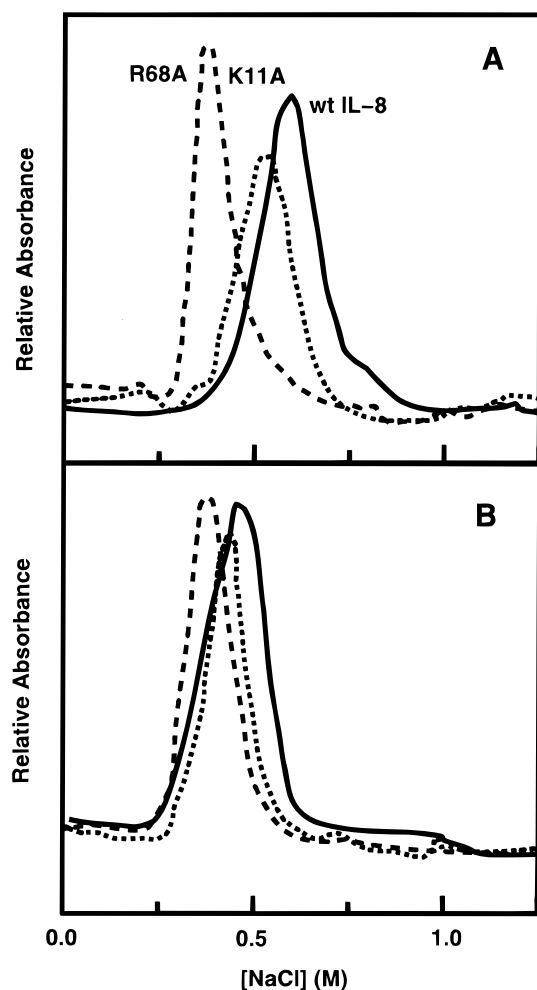 A
R68A K11A
wt IL-8
Relative Absorbance
B
Relative Absorbance
0.0 0.5 1.0
[NaCl] (M)